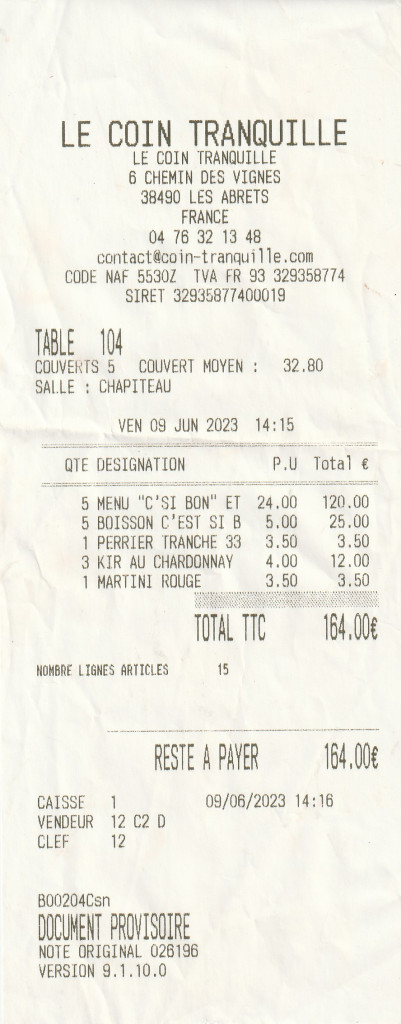 LE COIN TRANQUILLE
LE COIN TRANQUILLE
6 CHEMIN DES VIGNES
38490 LES ABRETS
FRANCE
04 76 32 13 48
contact@coin-tranquille.com
CODE NAF 5530Z TVA FR 93 329358774
SIRET 32935877400019
TABLE 104
COUVERTS 5 COUVERT MOYEN : 32.80
SALLE : CHAPITEAU
VEN 09 JUN 2023 14:15
QTE DESIGNATION P.U Total €
5 MENU "C'SI BON" ET 24.00 120.00
5 BOISSON C'EST SI B 5.00 25.00
1 PERRIER TRANCHE 33 3.50 3.50
3 KIR AU CHARDONNAY 4.00 12.00
1 MARTINI ROUGE 3.50 3.50
TOTAL TTC 164.00€
NOMBRE LIGNES ARTICLES 15
RESTE A PAYER 164.00€
CAISSE 1 09/06/2023 14:16
VENDEUR 12 C2 D
CLEF 12
B00204Csn
DOCUMENT PROVISOIRE
NOTE ORIGINAL 026196
VERSION 9.1.10.0